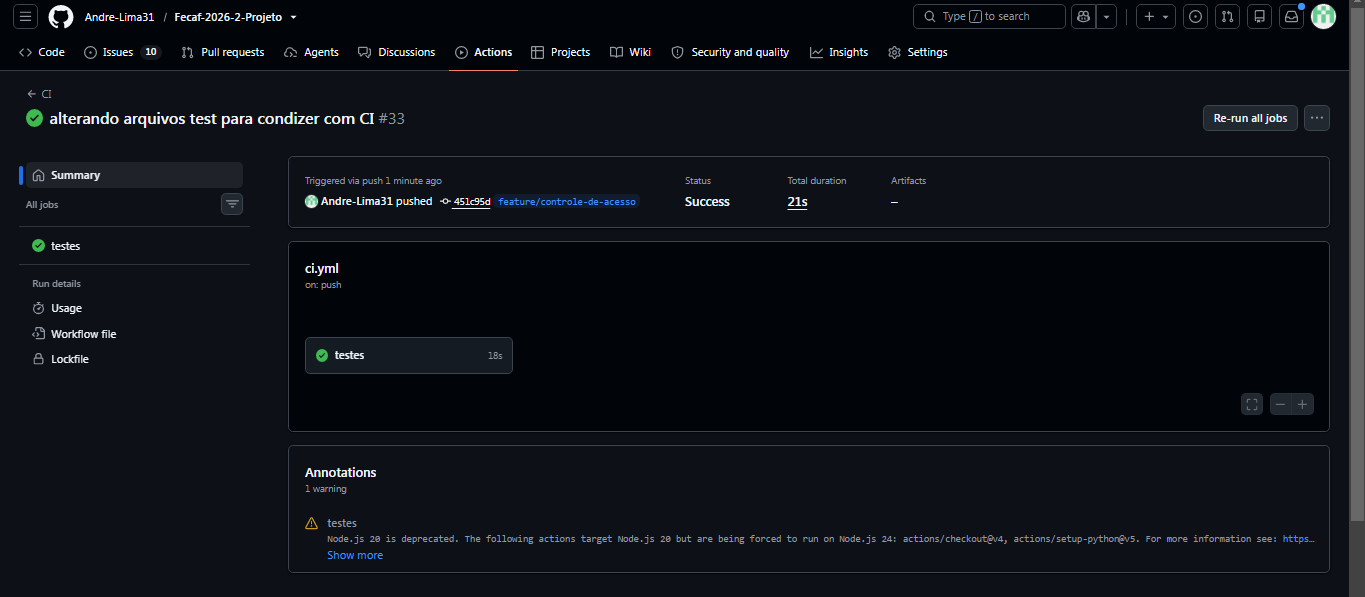 Andre-Lima31 / Fecaf-2026-2-Projeto
Type / to search
Code Issues 10 Pull requests Agents Discussions Actions Projects Wiki Security and quality Insights Settings
← CI
alterando arquivos test para condizer com CI #33
Re-run all jobs
Summary
All jobs
testes
Run details
Usage
Workflow file
Lockfile
Triggered via push 1 minute ago
Andre-Lima31 pushed 451c95d feature/controle-de-acesso
Status
Success
Total duration
21s
Artifacts
–
ci.yml
on: push
testes 18s
Annotations
1 warning
testes
Node.js 20 is deprecated. The following actions target Node.js 20 but are being forced to run on Node.js 24: actions/checkout@v4, actions/setup-python@v5. For more information see: https…
Show more